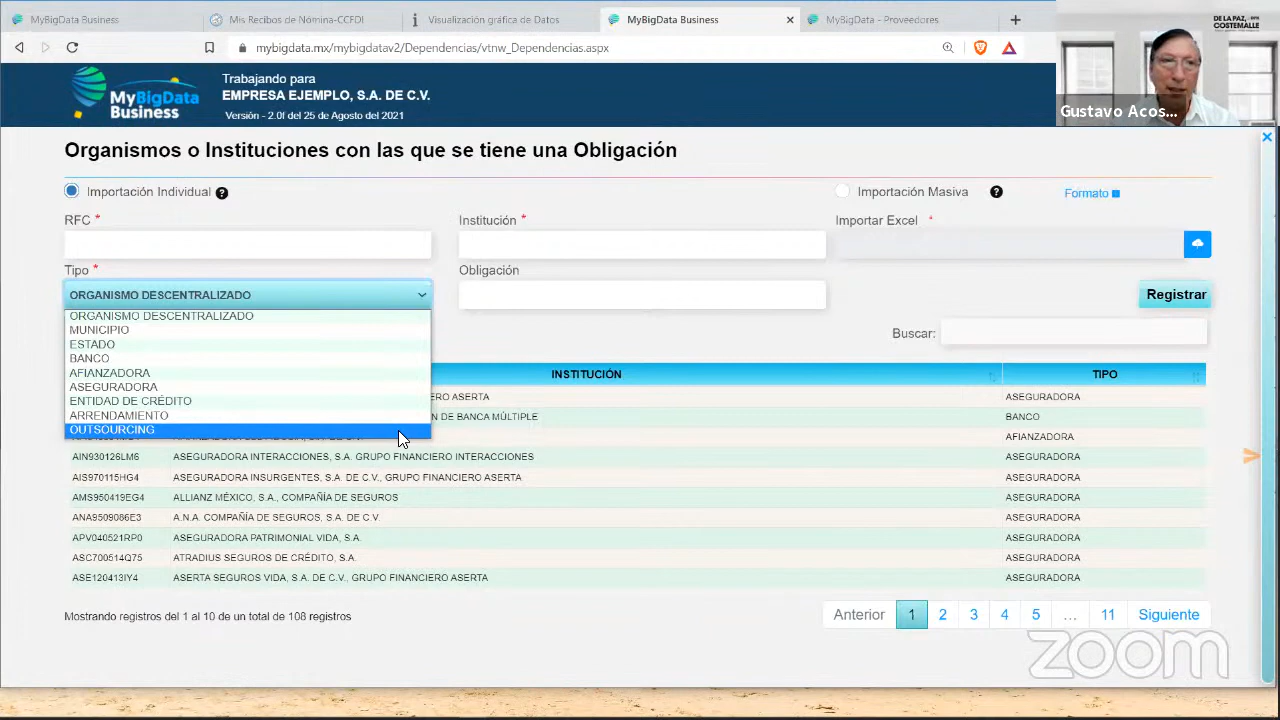 MyBigData Business
Mis Recibos de Nómina-CCFDI
Visualización gráfica de Datos
MyBigData Business
MyBigData - Proveedores
mybigdata.mx/mybigdatav2/Dependencias/vtnw_Dependencias.aspx
DE LA PAZ,
COSTEMALLE
Gustavo Acos...
MyBigData
Business
Trabajando para
EMPRESA EJEMPLO, S.A. DE C.V.
Versión - 2.0f del 25 de Agosto del 2021
Organismos o Instituciones con las que se tiene una Obligación
Importación Individual ?
Importación Masiva ?
Formato
RFC *
Institución *
Importar Excel *
Tipo *
Obligación
ORGANISMO DESCENTRALIZADO
Registrar
ORGANISMO DESCENTRALIZADO
MUNICIPIO
ESTADO
BANCO
AFIANZADORA
ASEGURADORA
ENTIDAD DE CRÉDITO
ARRENDAMIENTO
OUTSOURCING
Buscar:
INSTITUCIÓN TIPO
ERO ASERTA ASEGURADORA
N DE BANCA MÚLTIPLE BANCO
AFIANZADORA
AIN930126LM6 ASEGURADORA INTERACCIONES, S.A. GRUPO FINANCIERO INTERACCIONES ASEGURADORA
AIS970115HG4 ASEGURADORA INSURGENTES, S.A. DE C.V., GRUPO FINANCIERO ASERTA ASEGURADORA
AMS950419EG4 ALLIANZ MÉXICO, S.A., COMPAÑÍA DE SEGUROS ASEGURADORA
ANA9509086E3 A.N.A. COMPAÑÍA DE SEGUROS, S.A. DE C.V. ASEGURADORA
APV040521RP0 ASEGURADORA PATRIMONIAL VIDA, S.A. ASEGURADORA
ASC700514Q75 ATRADIUS SEGUROS DE CRÉDITO, S.A. ASEGURADORA
ASE120413IY4 ASERTA SEGUROS VIDA, S.A. DE C.V., GRUPO FINANCIERO ASERTA ASEGURADORA
Mostrando registros del 1 al 10 de un total de 108 registros
Anterior 1 2 3 4 5 ... 11 Siguiente
zoom